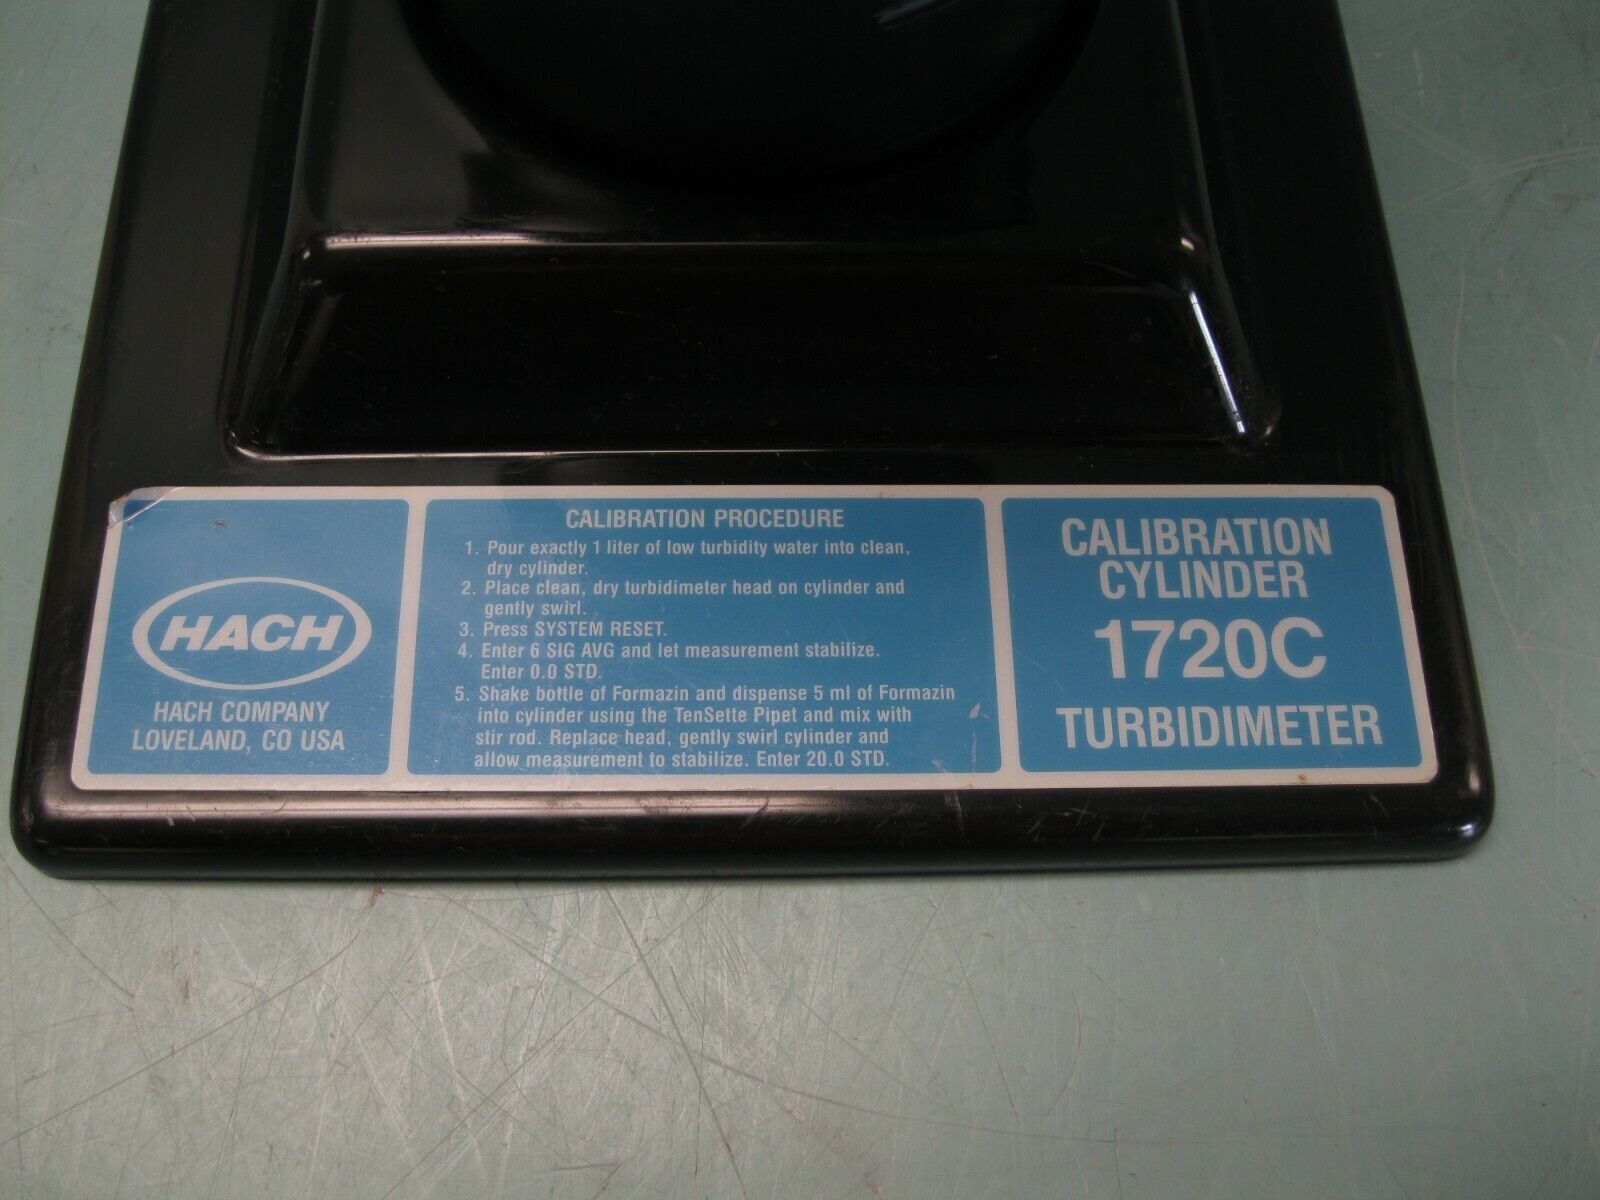 HACH
HACH COMPANY
LOVELAND, CO USA
CALIBRATION PROCEDURE
1. Pour exactly 1 liter of low turbidity water into clean,
dry cylinder.
2. Place clean, dry turbidimeter head on cylinder and
gently swirl.
3. Press SYSTEM RESET.
4. Enter 6 SIG AVG and let measurement stabilize.
Enter 0.0 STD.
5. Shake bottle of Formazin and dispense 5 ml of Formazin
into cylinder using the TenSette Pipet and mix with
stir rod. Replace head, gently swirl cylinder and
allow measurement to stabilize. Enter 20.0 STD.
CALIBRATION
CYLINDER
1720C
TURBIDIMETER